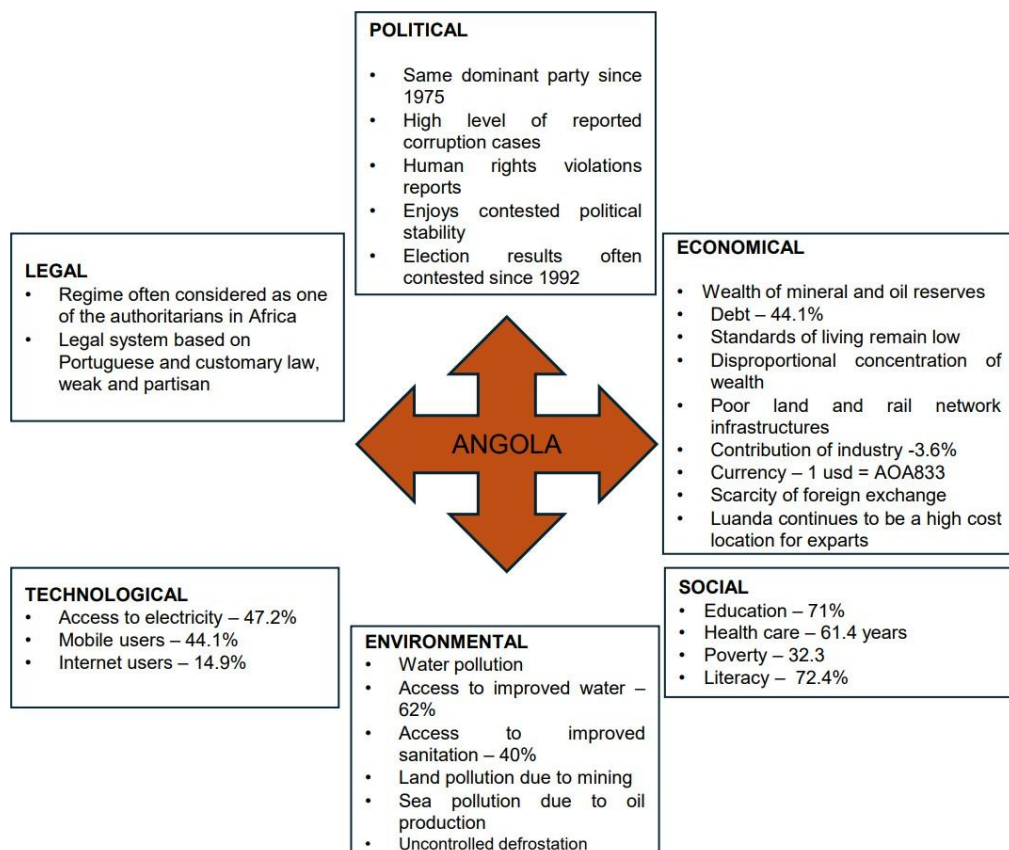 POLITICAL
• Same dominant party since
1975
• High level of reported
corruption cases
• Human rights violations
reports
• Enjoys contested political
stability
• Election results often
contested since 1992
LEGAL
• Regime often considered as one
of the authoritarians in Africa
• Legal system based on
Portuguese and customary law,
weak and partisan
ECONOMICAL
• Wealth of mineral and oil reserves
• Debt – 44.1%
• Standards of living remain low
• Disproportional concentration of
wealth
• Poor land and rail network
infrastructures
• Contribution of industry -3.6%
• Currency – 1 usd = AOA833
• Scarcity of foreign exchange
• Luanda continues to be a high cost
location for exparts
ANGOLA
TECHNOLOGICAL
• Access to electricity – 47.2%
• Mobile users – 44.1%
• Internet users – 14.9%
ENVIRONMENTAL
• Water pollution
• Access to improved water –
62%
• Access to improved
sanitation – 40%
• Land pollution due to mining
• Sea pollution due to oil
production
• Uncontrolled defrostation
SOCIAL
• Education – 71%
• Health care – 61.4 years
• Poverty – 32.3
• Literacy – 72.4%